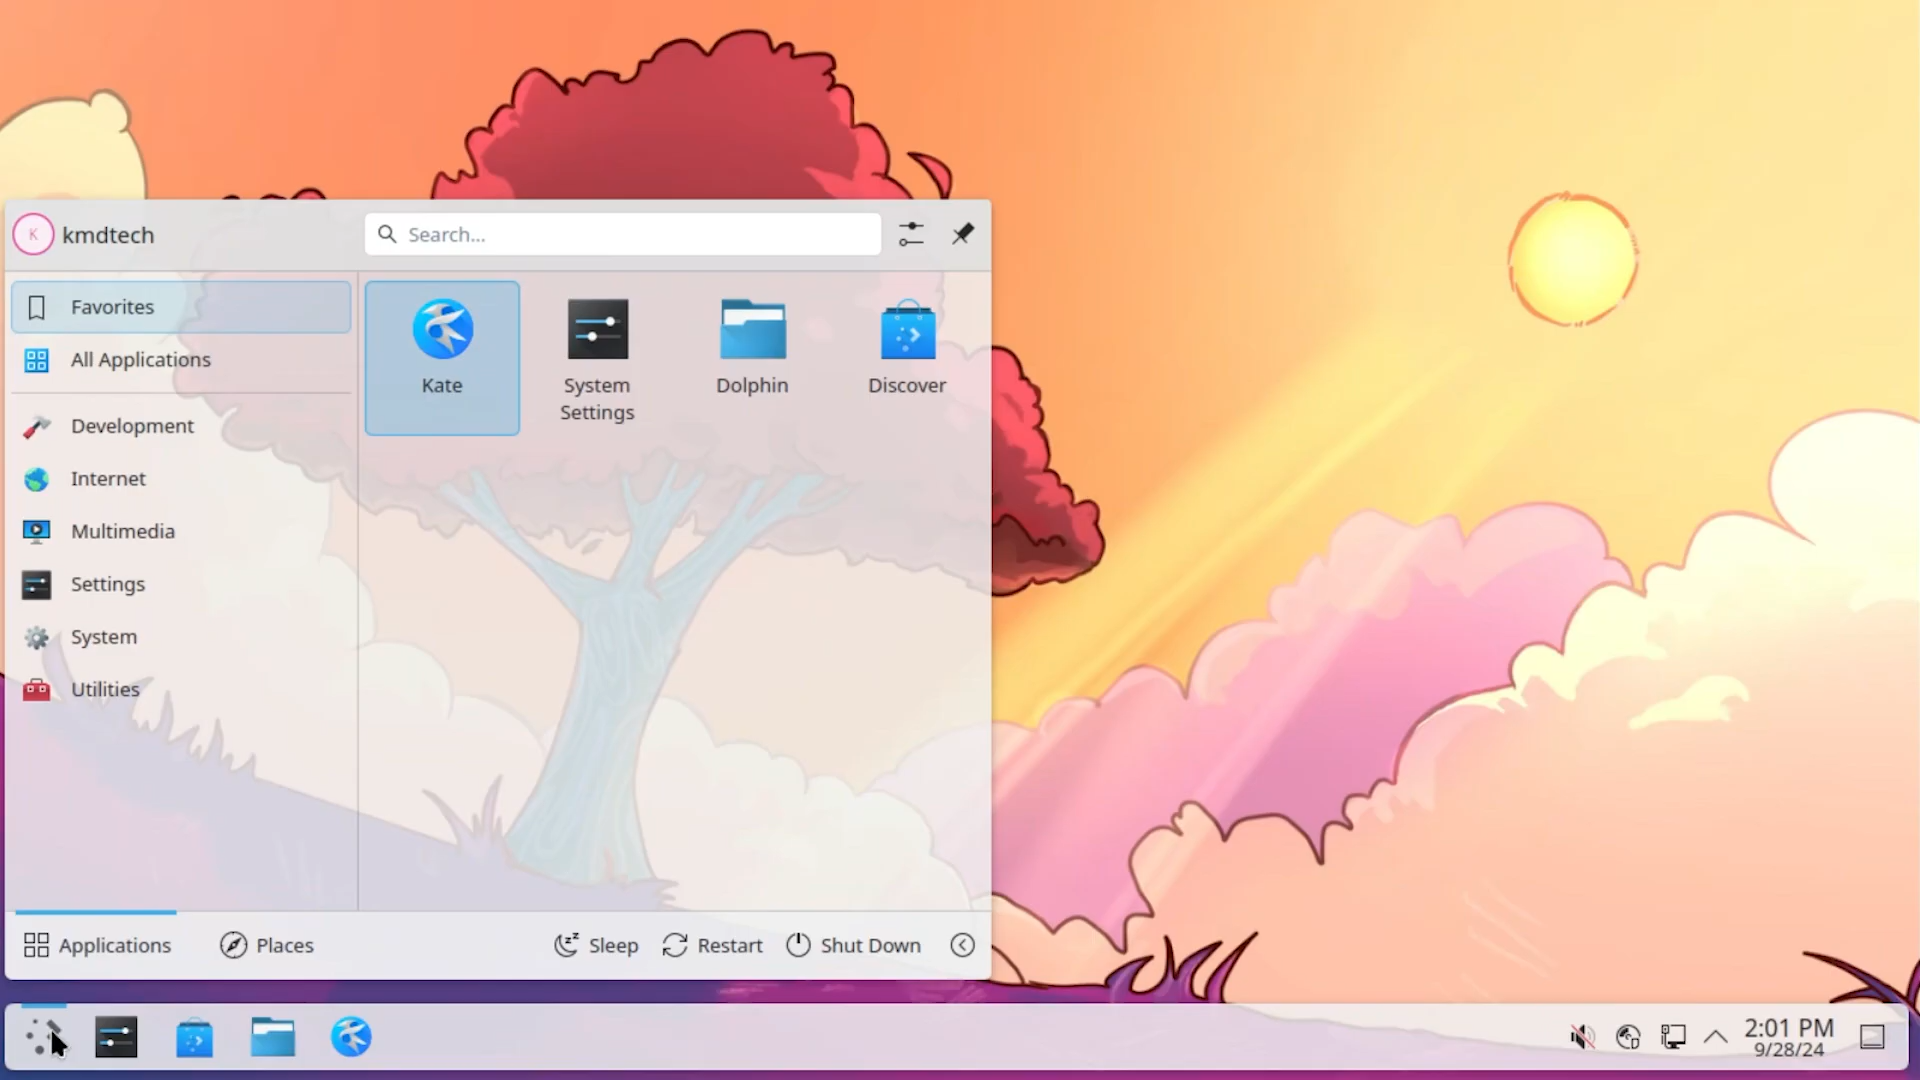 K
kmdtech
Search...
Favorites
All Applications
Development
Internet
Multimedia
Settings
System
Utilities
Kate
System
Settings
Dolphin
Discover
Applications
Places
Sleep
Restart
Shut Down
2:01 PM
9/28/24